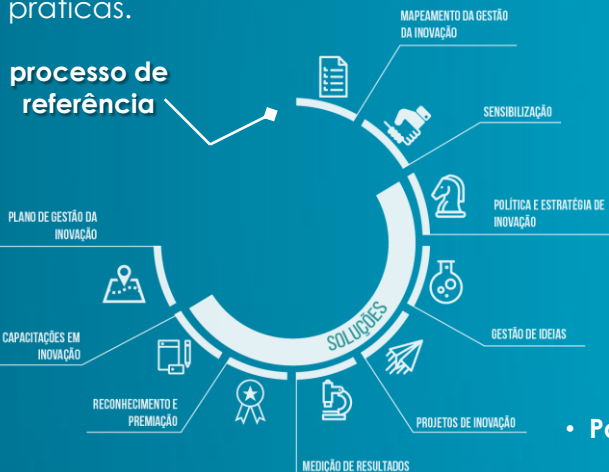 práticas.
processo de
referência
MAPEAMENTO DA GESTÃO
DA INOVAÇÃO
SENSIBILIZAÇÃO
POLÍTICA E ESTRATÉGIA DE
INOVAÇÃO
GESTÃO DE IDEIAS
PROJETOS DE INOVAÇÃO
MEDIÇÃO DE RESULTADOS
RECONHECIMENTO E
PREMIAÇÃO
CAPACITAÇÕES EM
INOVAÇÃO
PLANO DE GESTÃO DA
INOVAÇÃO
SOLUÇÕES